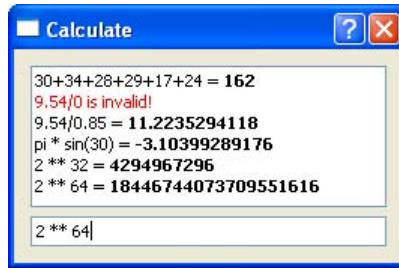 Calculate
30+34+28+29+17+24 = 162
9.54/0 is invalid!
9.54/0.85 = 11.2235294118
pi * sin(30) = -3.10399289176
2 ** 32 = 4294967296
2 ** 64 = 18446744073709551616
2 ** 64